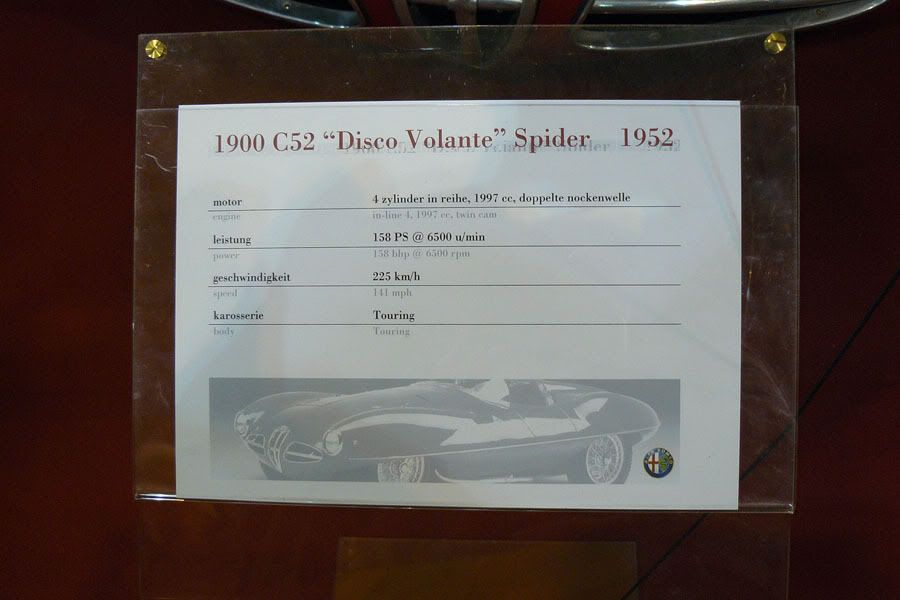 1900 C52 “Disco Volante” Spider 1952
motor 4 zylinder in reihe, 1997 cc, doppelte nockenwelle
engine in-line 4, 1997 cc, twin cam
leistung 158 PS @ 6500 u/min
power 158 bhp @ 6500 rpm
geschwindigkeit 225 km/h
speed 141 mph
karosserie Touring
body Touring